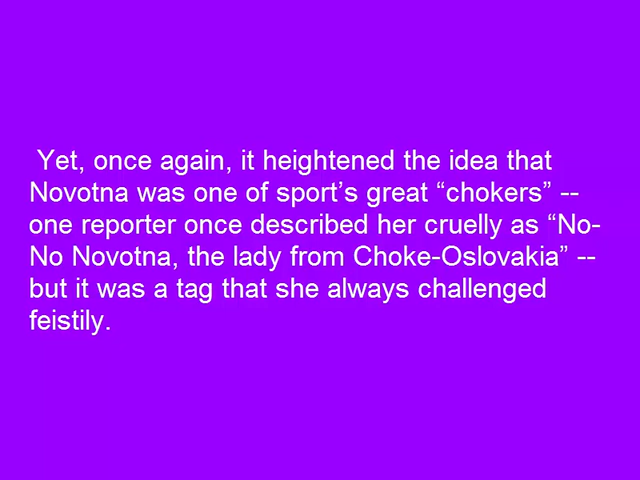 Yet, once again, it heightened the idea that
Novotna was one of sport’s great “chokers” --
one reporter once described her cruelly as “No-
No Novotna, the lady from Choke-Oslovakia” --
but it was a tag that she always challenged
feistily.